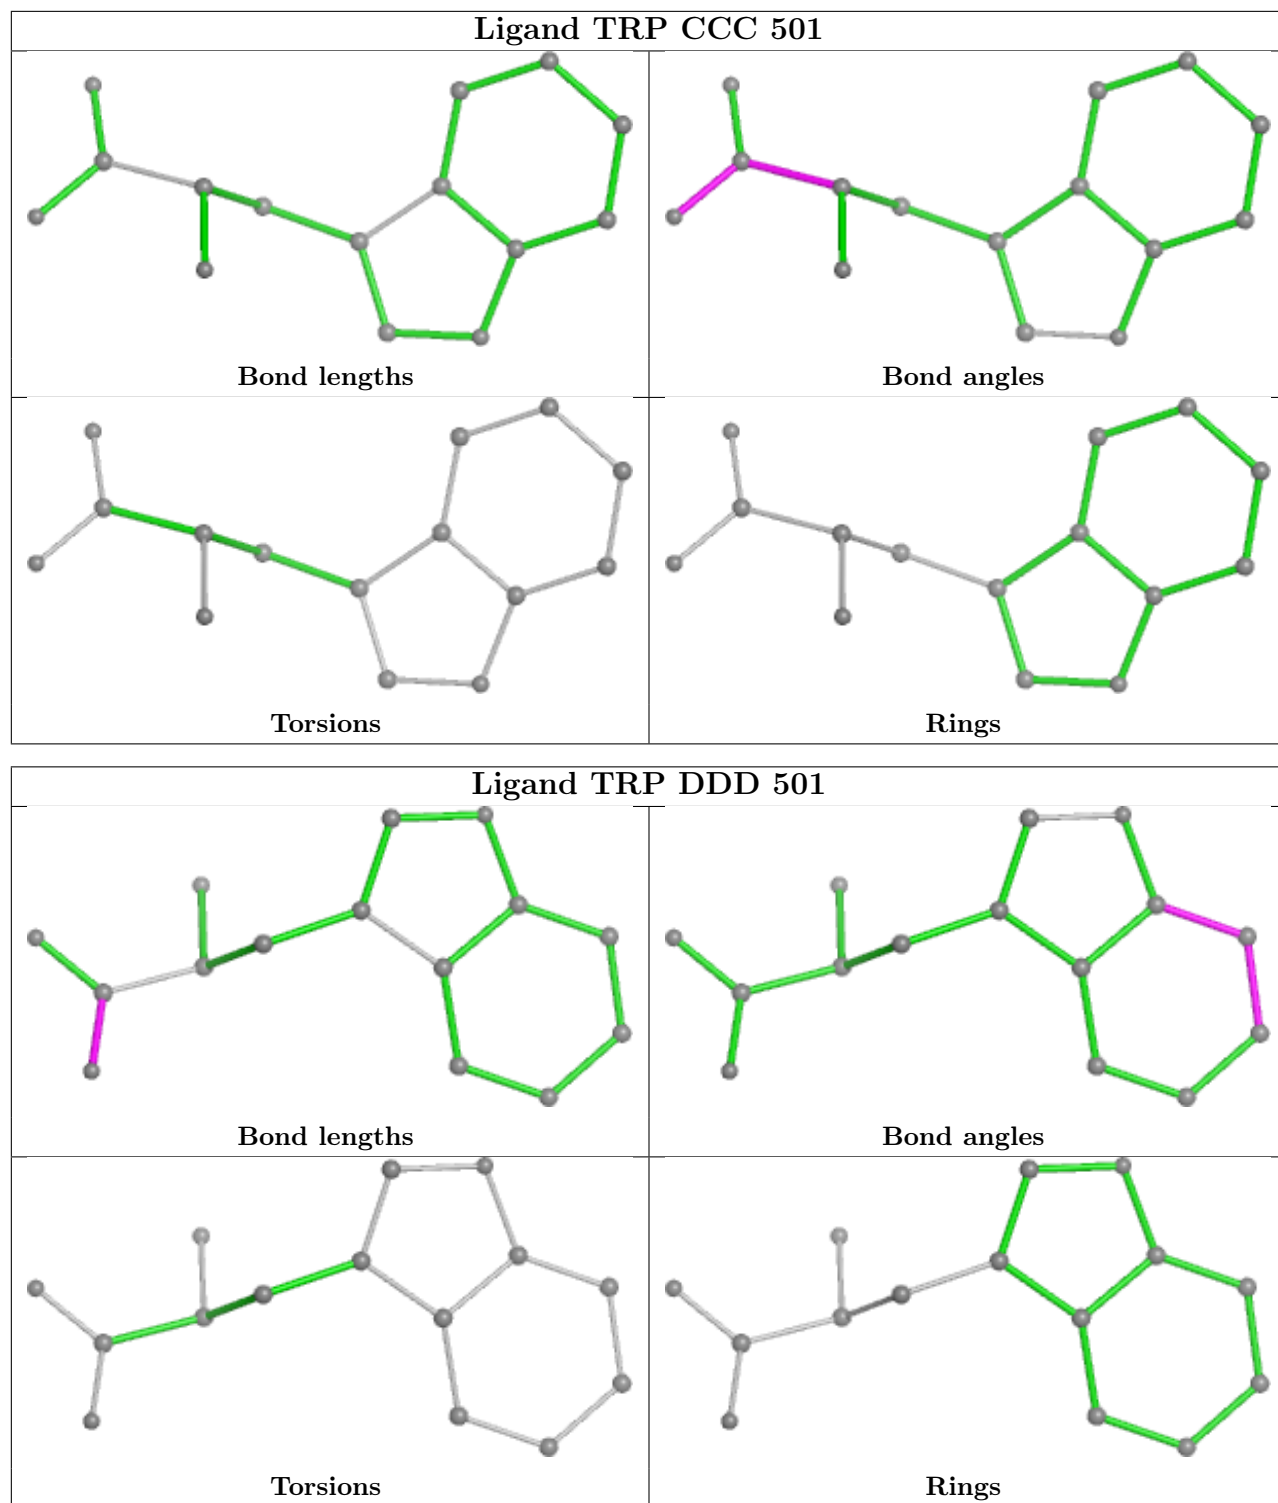 Ligand TRP CCC 501
Bond lengths
Bond angles
Torsions
Rings
Ligand TRP DDD 501
Bond lengths
Bond angles
Torsions
Rings